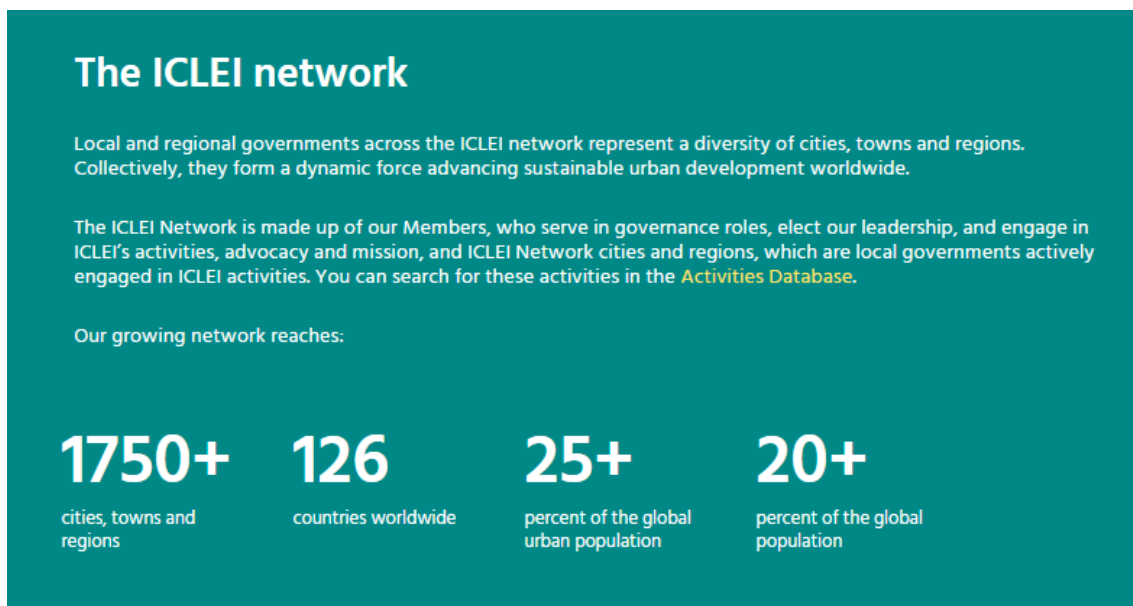 The ICLEI network
Local and regional governments across the ICLEI network represent a diversity of cities, towns and regions.
Collectively, they form a dynamic force advancing sustainable urban development worldwide.
The ICLEI Network is made up of our Members, who serve in governance roles, elect our leadership, and engage in
ICLEI’s activities, advocacy and mission, and ICLEI Network cities and regions, which are local governments actively
engaged in ICLEI activities. You can search for these activities in the Activities Database.
Our growing network reaches:
1750+
cities, towns and
regions
126
countries worldwide
25+
percent of the global
urban population
20+
percent of the global
population